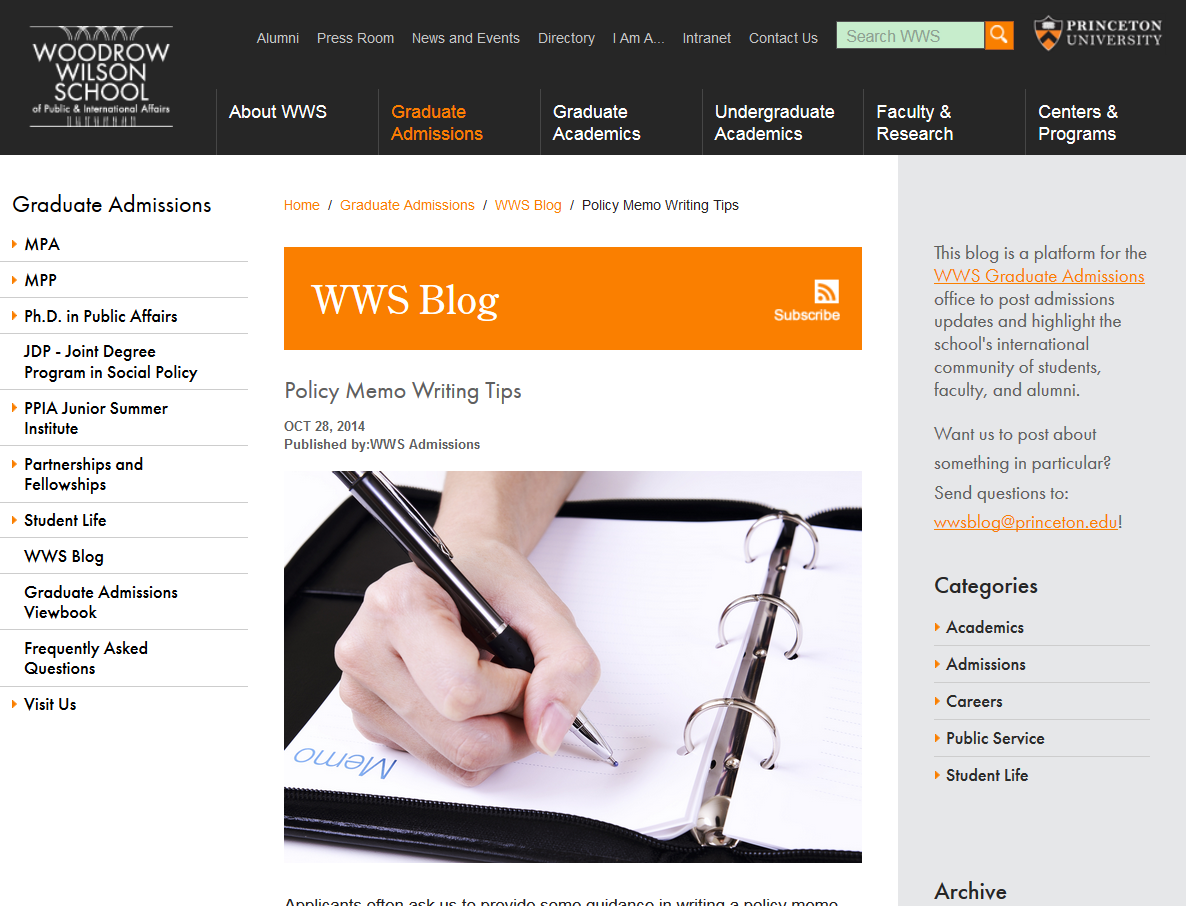 WOODROW
WILSON
SCHOOL
of Public & International Affairs
Alumni Press Room News and Events Directory I Am A... Intranet Contact Us
Search WWS
PRINCETON
UNIVERSITY
About WWS
Graduate
Admissions
Graduate
Academics
Undergraduate
Academics
Faculty &
Research
Centers &
Programs
Graduate Admissions
MPA
MPP
Ph.D. in Public Affairs
JDP - Joint Degree
Program in Social Policy
PPIA Junior Summer
Institute
Partnerships and
Fellowships
Student Life
WWS Blog
Graduate Admissions
Viewbook
Frequently Asked
Questions
Visit Us
Home / Graduate Admissions / WWS Blog / Policy Memo Writing Tips
WWS Blog
Subscribe
Policy Memo Writing Tips
OCT 28, 2014
Published by:WWS Admissions
Memo
Applicants often ask us to provide some guidance in writing a policy memo
This blog is a platform for the
WWS Graduate Admissions
office to post admissions
updates and highlight the
school's international
community of students,
faculty, and alumni.
Want us to post about
something in particular?
Send questions to:
wwsblog@princeton.edu!
Categories
Academics
Admissions
Careers
Public Service
Student Life
Archive